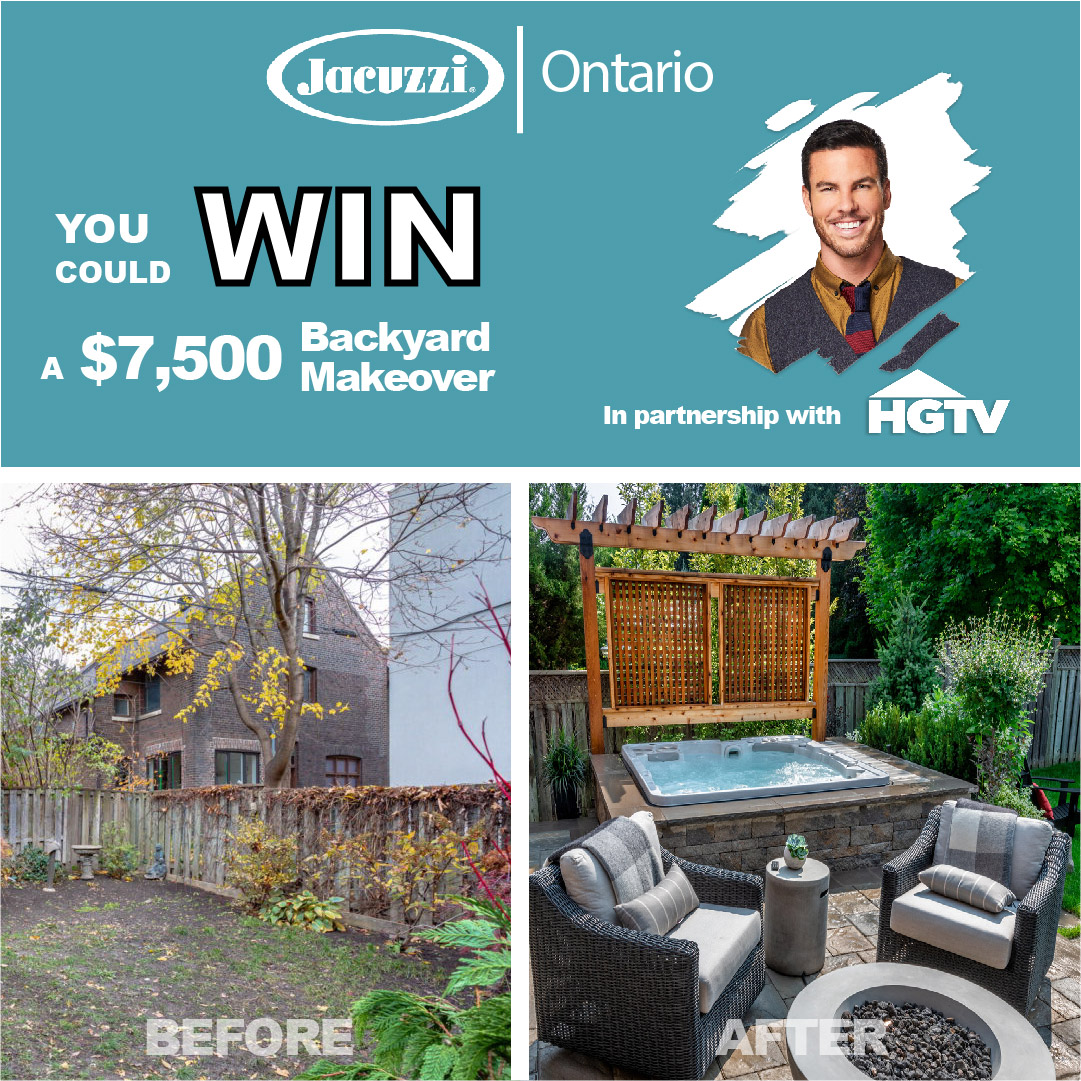 Jacuzzi® | Ontario
YOU
COULD
WIN
A $7,500
Backyard
Makeover
In partnership with HGTV
BEFORE
AFTER